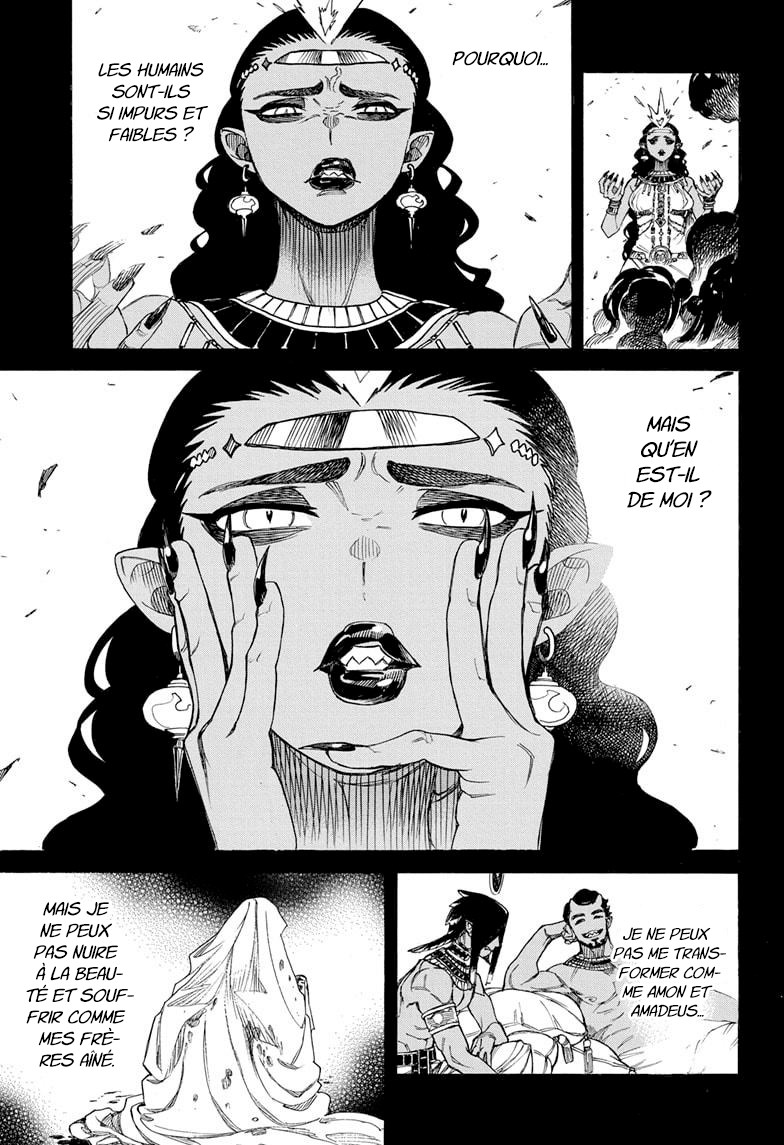 POURQUOI...
LES HUMAINS
SONT-ILS
SI IMPURS ET
FAIBLES ?
MAIS
QU'EN
EST-IL
DE MOI ?
JE NE PEUX
PAS ME TRANS-
FORMER COM-
ME AMON ET
AMADEUS...
MAIS JE
NE PEUX
PAS NUIRE
À LA BEAU-
TÉ ET SOUF-
FRIR COMME
MES FRÈ-
RES AÎNÉ.